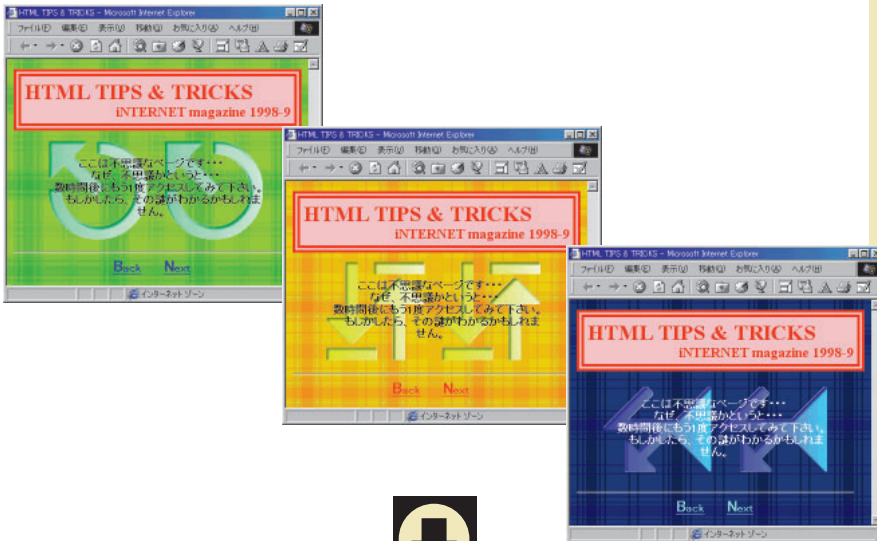 HTML TIPS & TRICKS - Microsoft Internet Explorer
ファイル(F) 編集(E) 表示(V) 移動(G) お気に入り(A) ヘルプ(H)
HTML TIPS & TRICKS
iNTERNET magazine 1998-9
ここは不思議なページです・・・
なぜ、不思議かというと・・・
数時間後にもう1度アクセスしてみて下さい。
もしかしたら、その謎がわかるかもしれま
せん。
Back Next
インターネット ゾーン
HTML TIPS & TRICKS - Microsoft Internet Explorer
ファイル(F) 編集(E) 表示(V) 移動(G) お気に入り(A) ヘルプ(H)
HTML TIPS & TRICKS
iNTERNET magazine 1998-9
ここは不思議なページです・・・
なぜ、不思議かというと・・・
数時間後にもう1度アクセスしてみて下さい。
もしかしたら、その謎がわかるかもしれま
せん。
Back Next
インターネット ゾーン
HTML TIPS & TRICKS - Microsoft Internet Explorer
ファイル(F) 編集(E) 表示(V) 移動(G) お気に入り(A) ヘルプ(H)
HTML TIPS & TRICKS
iNTERNET magazine 1998-9
ここは不思議なページです・・・
なぜ、不思議かというと・・・
数時間後にもう1度アクセスしてみて下さい。
もしかしたら、その謎がわかるかもしれま
せん。
Back Next
インターネット ゾーン